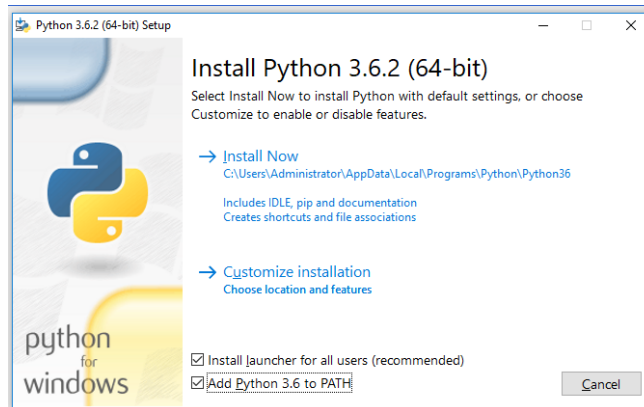 Python 3.6.2 (64-bit) Setup
Install Python 3.6.2 (64-bit)
Select Install Now to install Python with default settings, or choose
Customize to enable or disable features.
Install Now
C:\Users\Administrator\AppData\Local\Programs\Python\Python36
Includes IDLE, pip and documentation
Creates shortcuts and file associations
Customize installation
Choose location and features
python
for
windows
Install launcher for all users (recommended)
Add Python 3.6 to PATH
Cancel